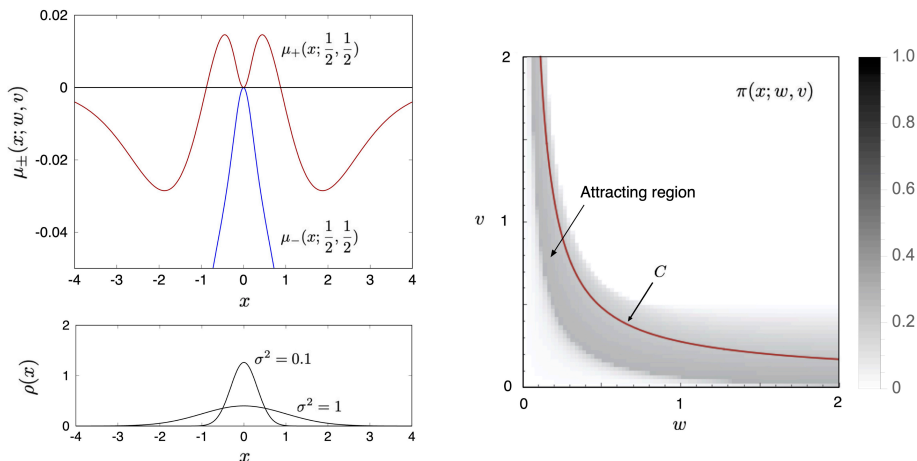 0.02
0
-0.02
-0.04
μ±(x; w, v)
μ₊(x; 1/2, 1/2)
μ₋(x; 1/2, 1/2)
-4 -3 -2 -1 0 1 2 3 4
x
2
1
0
ρ(x)
σ² = 0.1
σ² = 1
-4 -3 -2 -1 0 1 2 3 4
x
2
1
0
v
π(x; w, v)
Attracting region
C
0 1 2
w
1.0
0.8
0.6
0.4
0.2
0